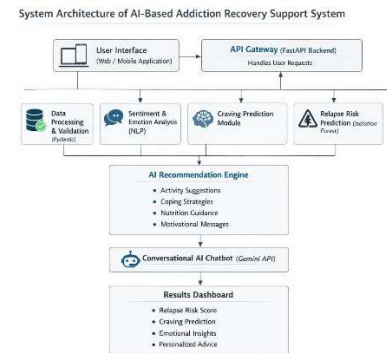 System Architecture of AI-Based Addiction Recovery Support System
User Interface
(Web / Mobile Application)
API Gateway (FastAPI Backend)
Handles User Requests
Data
Processing
& Validation
(Pydantic)
Sentiment &
Emotion Analysis
(NLP)
Craving Prediction
Module
Relapse Risk
Prediction (Isolation
Forest)
AI Recommendation Engine
• Activity Suggestions
• Coping Strategies
• Nutrition Guidance
• Motivational Messages
Conversational AI Chatbot (Gemini API)
Results Dashboard
• Relapse Risk Score
• Craving Prediction
• Emotional Insights
• Personalized Advice